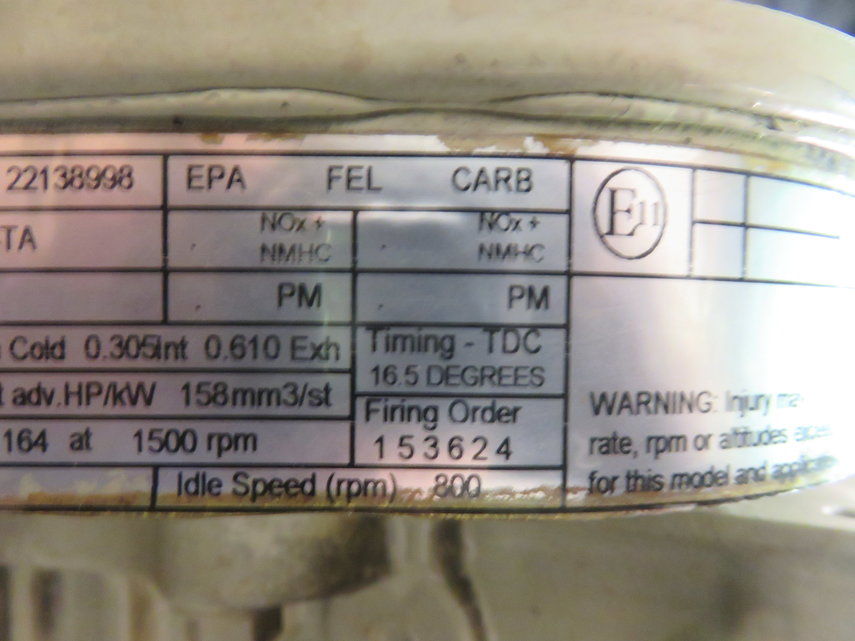 22138998 EPA FEL CARB E11
TA NOx + NOx +
NMHC NMHC
PM PM
Cold 0.305Int 0.610 Exh Timing - TDC
16.5 DEGREES
adv.HP/kW 158mm3/st Firing Order
164 at 1500 rpm 153624
Idle Speed (rpm) 800
WARNING: Injury
rate, rpm or altitudes
for this model and